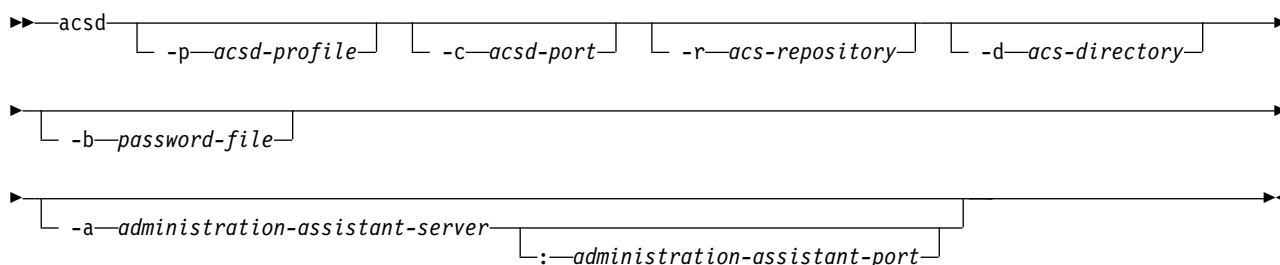 acsd
-p acsd-profile -c acsd-port -r acs-repository -d acs-directory
-b password-file
-a administration-assistant-server
: administration-assistant-port